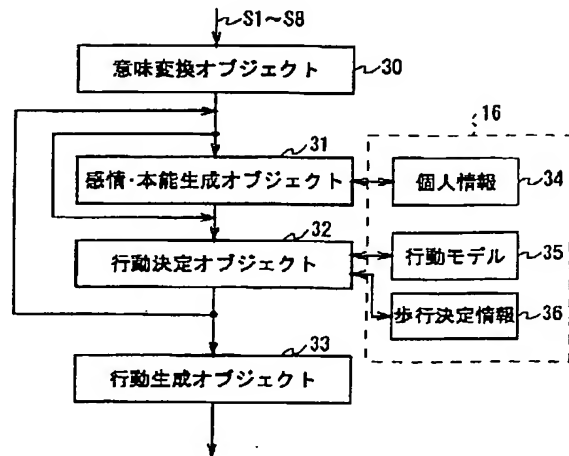 S1~S8
意味変換オブジェクト
30
16
31
感情・本能生成オブジェクト
個人情報
34
32
行動決定オブジェクト
行動モデル
35
歩行決定情報
36
33
行動生成オブジェクト